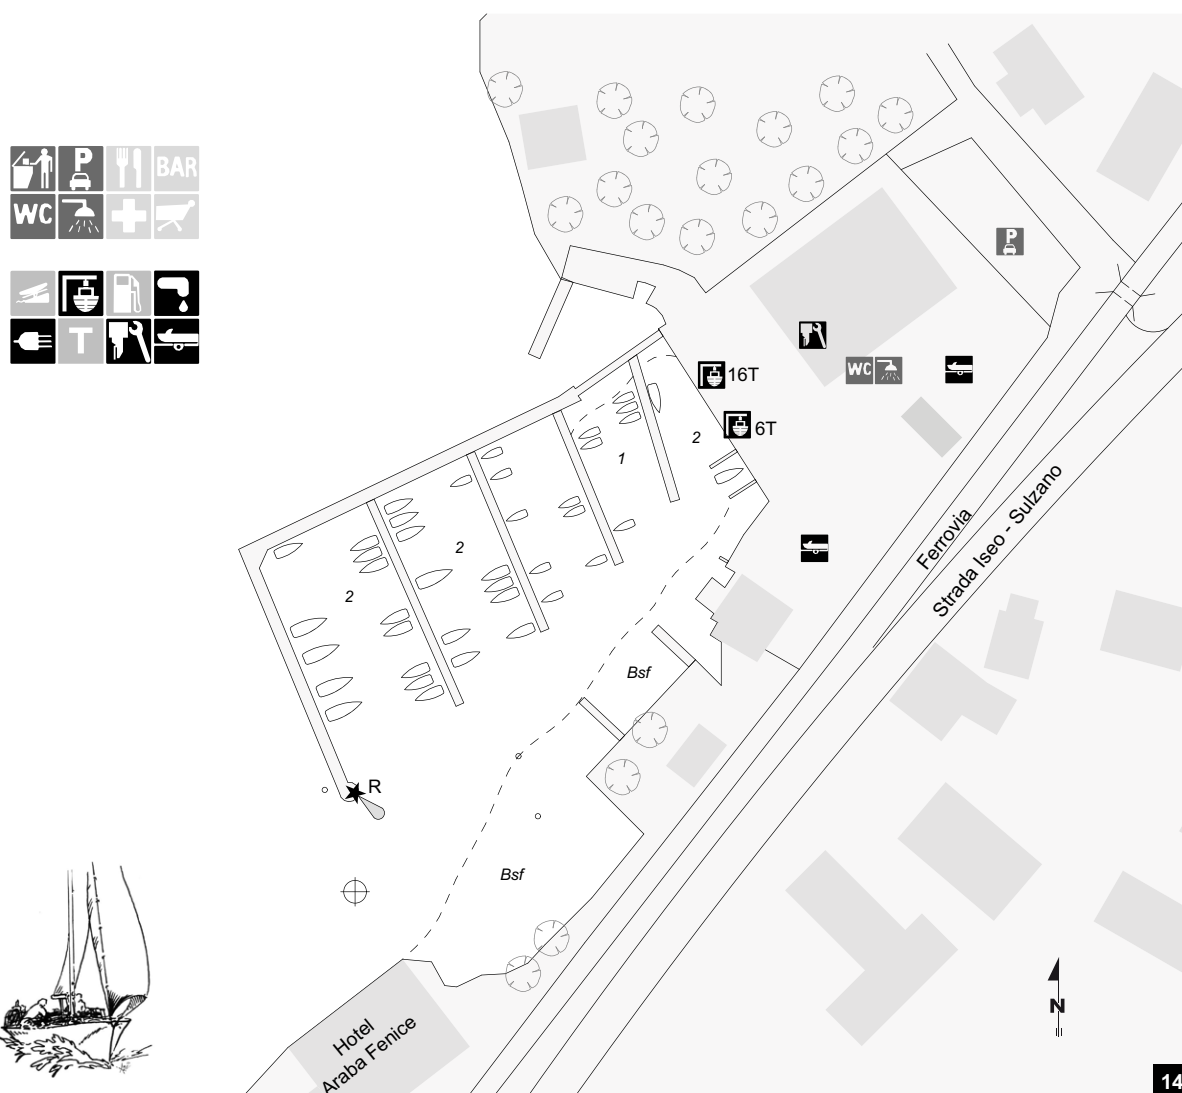 P
BAR
WC
T
P
WC
16T
6T
2
1
2
2
Ferrovia
Strada Iseo - Sulzano
Bsf
R
Bsf
N
Hotel
Araba Fenice
14